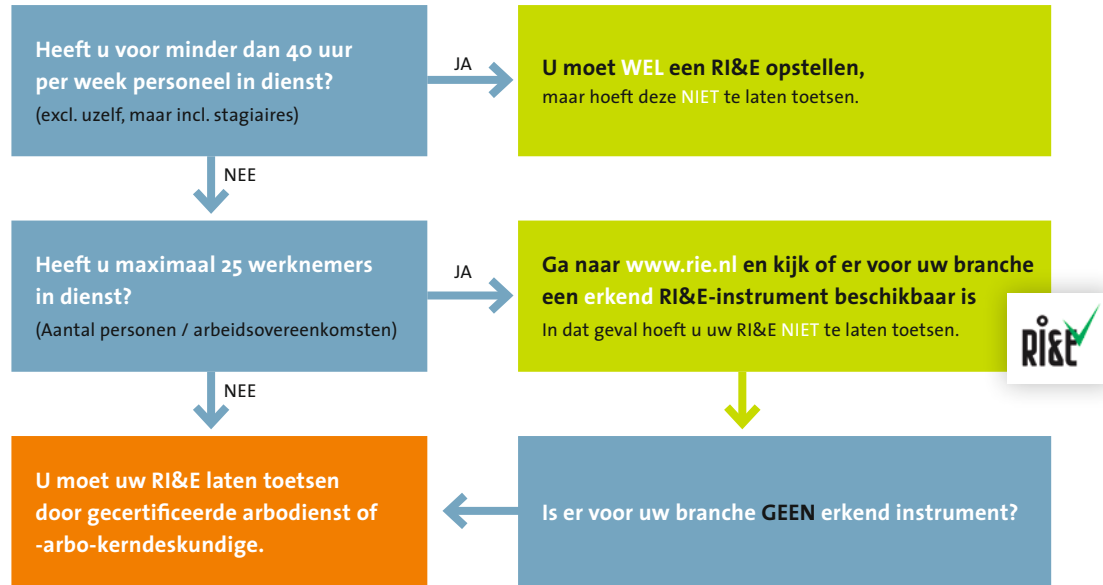 Heeft u voor minder dan 40 uur
per week personeel in dienst?
(excl. uzelf, maar incl. stagiaires)
JA
U moet WEL een RI&E opstellen,
maar hoeft deze NIET te laten toetsen.
NEE
Heeft u maximaal 25 werknemers
in dienst?
(Aantal personen / arbeidsovereenkomsten)
JA
Ga naar www.rie.nl en kijk of er voor uw branche
een erkend RI&E-instrument beschikbaar is
In dat geval hoeft u uw RI&E NIET te laten toetsen.
RI&E
NEE
U moet uw RI&E laten toetsen
door gecertificeerde arbodienst of
-arbo-kerndeskundige.
Is er voor uw branche GEEN erkend instrument?